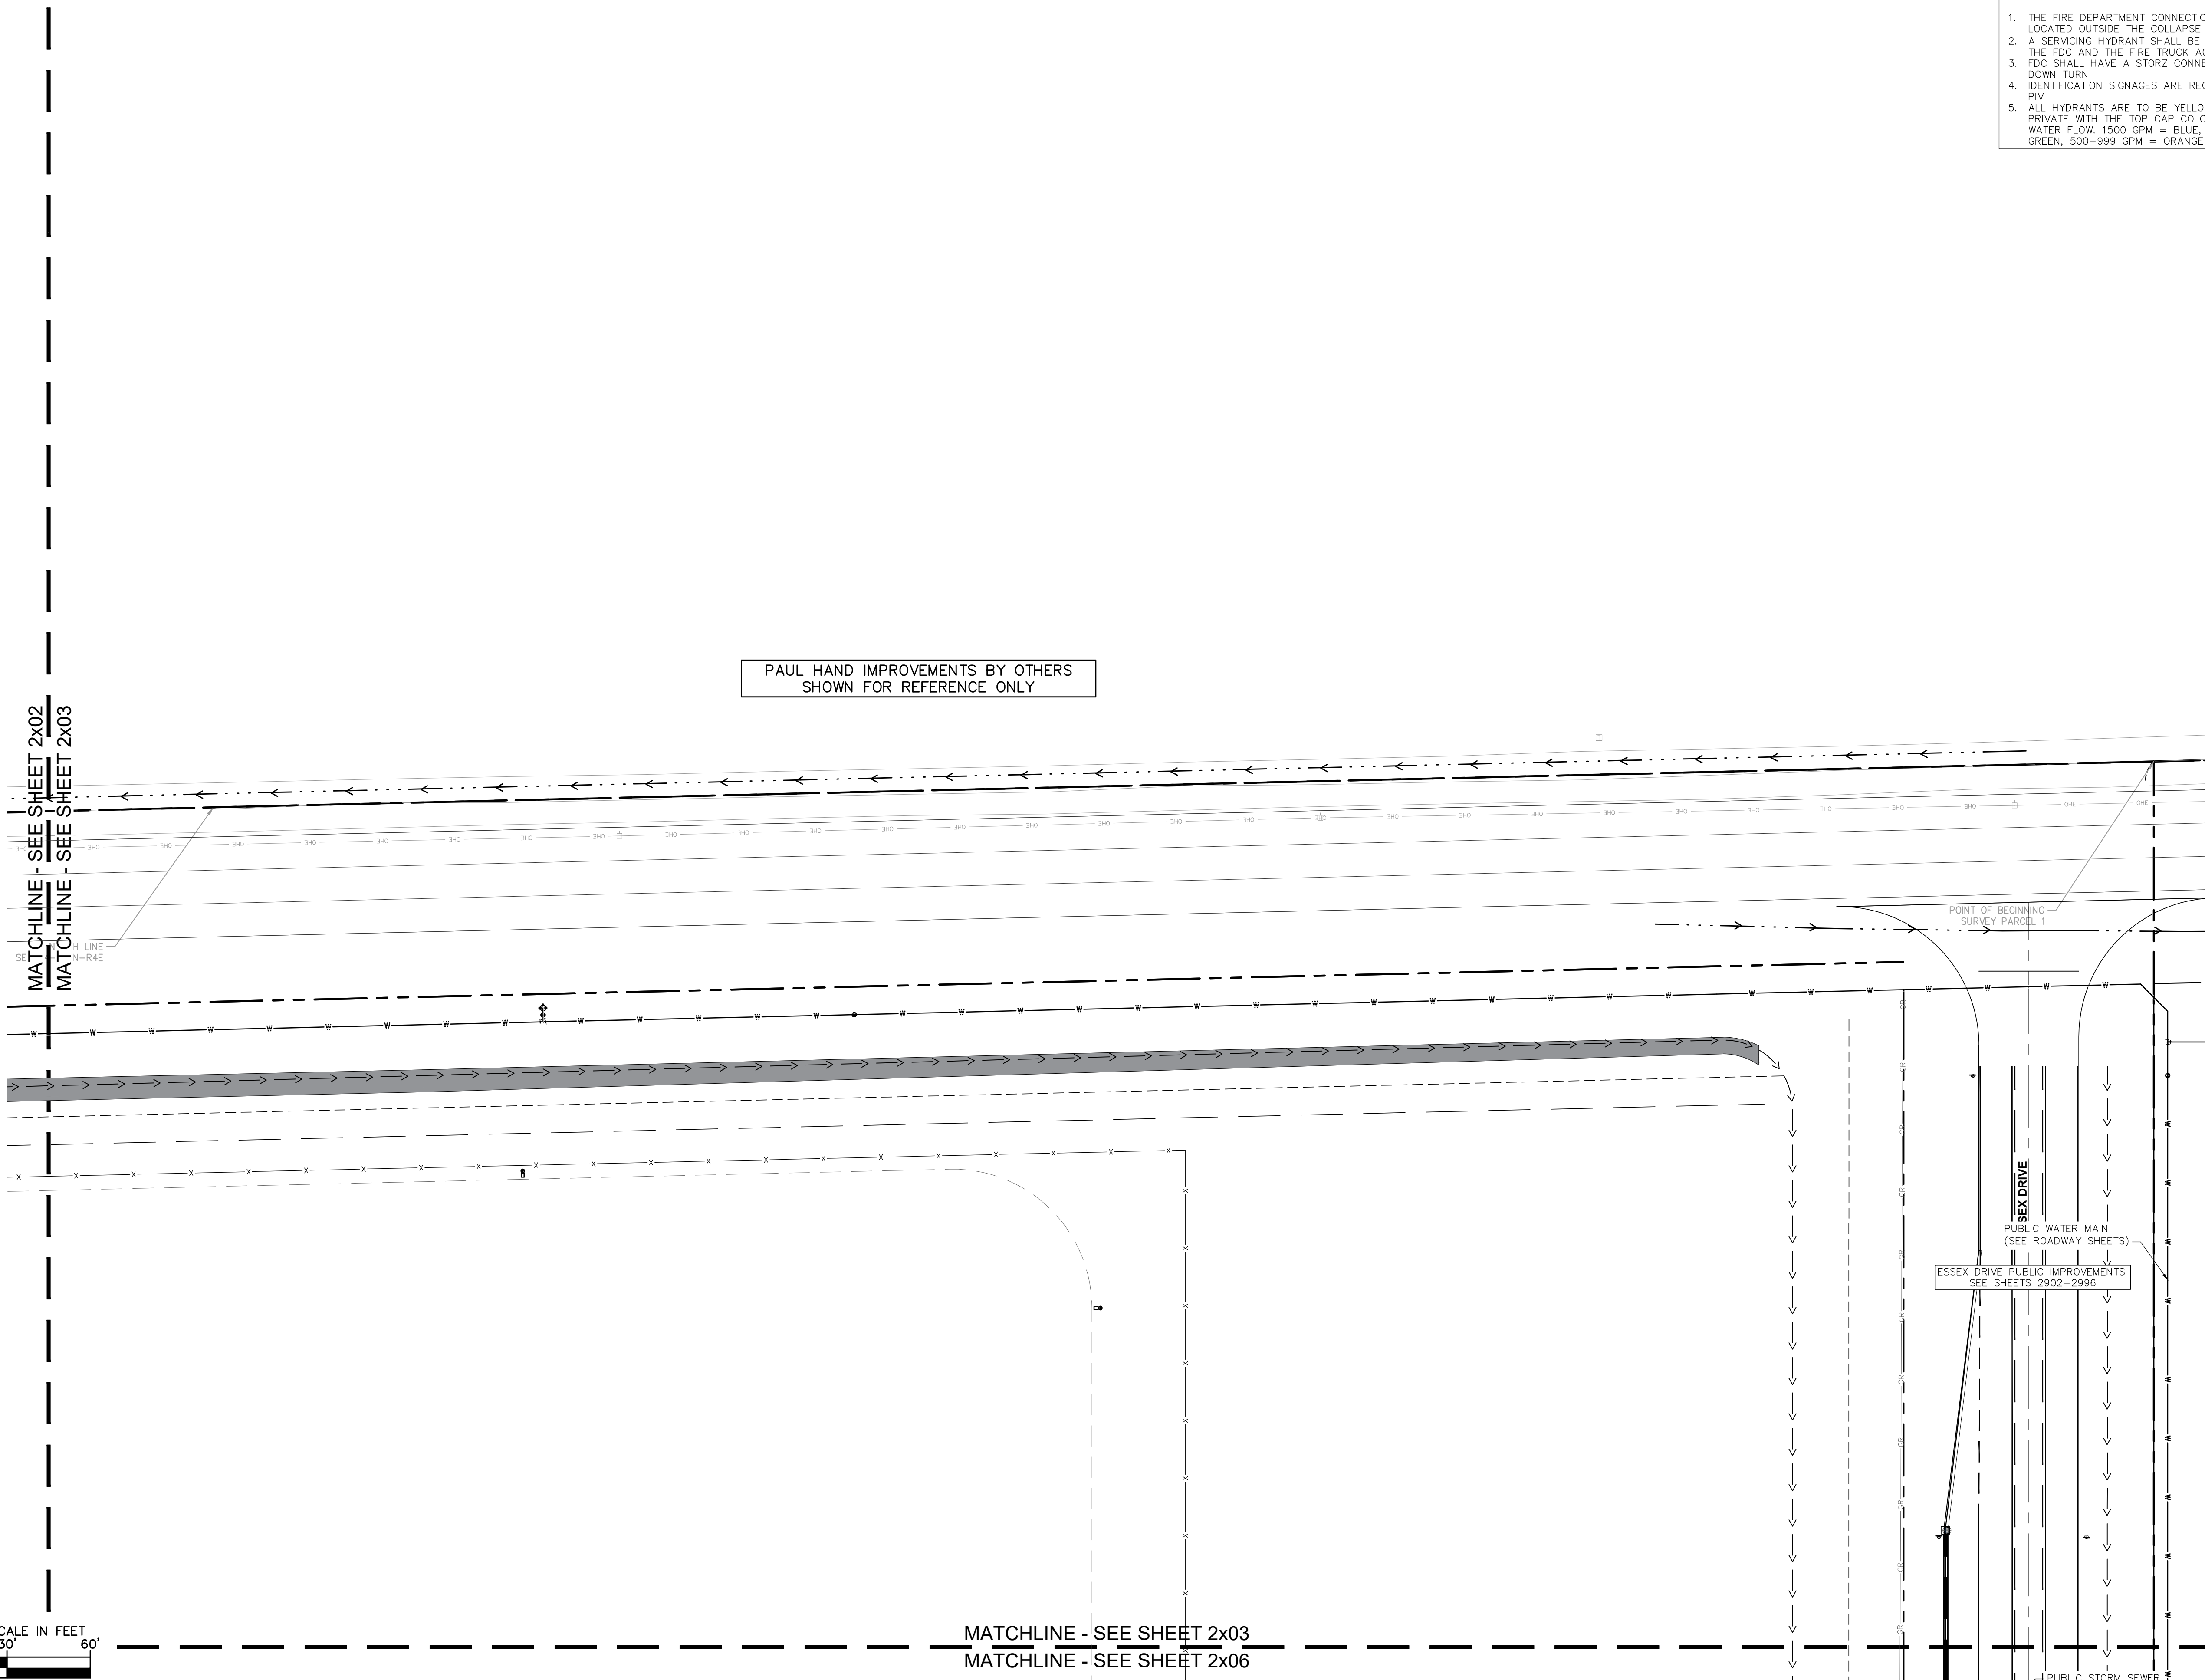 1. THE FIRE DEPARTMENT CONNECTIO
LOCATED OUTSIDE THE COLLAPSE
2. A SERVICING HYDRANT SHALL BE
THE FDC AND THE FIRE TRUCK AC
3. FDC SHALL HAVE A STORZ CONNE
DOWN TURN
4. IDENTIFICATION SIGNAGES ARE REQ
PIV
5. ALL HYDRANTS ARE TO BE YELLO
PRIVATE WITH THE TOP CAP COLO
WATER FLOW. 1500 GPM = BLUE,
GREEN, 500-999 GPM = ORANGE
PAUL HAND IMPROVEMENTS BY OTHERS
SHOWN FOR REFERENCE ONLY
MATCHLINE - SEE SHEET 2x02
MATCHLINE - SEE SHEET 2x03
H LINE
N-R4E
POINT OF BEGINNING
SURVEY PARCEL 1
SEX DRIVE
PUBLIC WATER MAIN
(SEE ROADWAY SHEETS)
ESSEX DRIVE PUBLIC IMPROVEMENTS
SEE SHEETS 2902-2996
CALE IN FEET
30' 60'
MATCHLINE - SEE SHEET 2x03
MATCHLINE - SEE SHEET 2x06
PUBLIC STORM SEWER